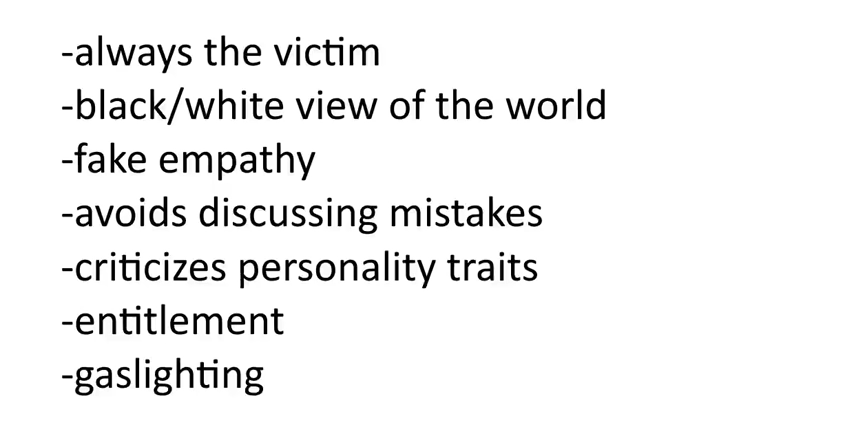 -always the victim
-black/white view of the world
-fake empathy
-avoids discussing mistakes
-criticizes personality traits
-entitlement
-gaslighting